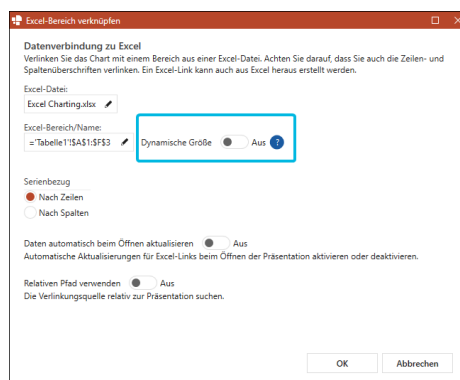 Excel-Bereich verknüpfen
Datenverbindung zu Excel
Verlinken Sie das Chart mit einem Bereich aus einer Excel-Datei. Achten Sie darauf, dass Sie auch die Zeilen- und
Spaltenüberschriften verlinken. Ein Excel-Link kann auch aus Excel heraus erstellt werden.
Excel-Datei:
Excel Charting.xlsx
Excel-Bereich/Name:
='Tabelle1'!$A$1:$F$3 Dynamische Größe Aus ?
Serienbezug
Nach Zeilen
Nach Spalten
Daten automatisch beim Öffnen aktualisieren Aus
Automatische Aktualisierungen für Excel-Links beim Öffnen der Präsentation aktivieren oder deaktivieren.
Relativen Pfad verwenden Aus
Die Verlinkungsquelle relativ zur Präsentation suchen.
OK Abbrechen